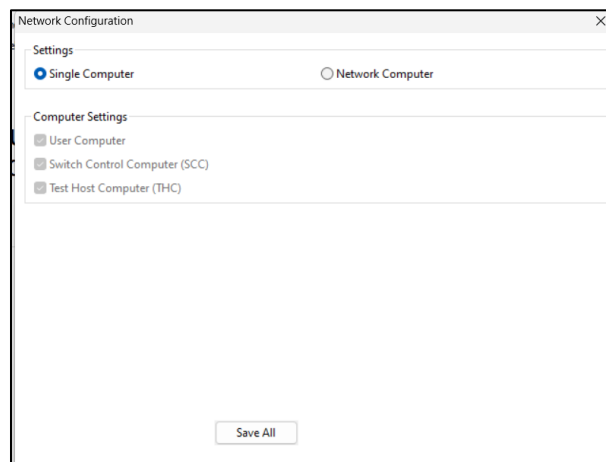 Network Configuration
Settings
Single Computer
Network Computer
Computer Settings
User Computer
Switch Control Computer (SCC)
Test Host Computer (THC)
Save All